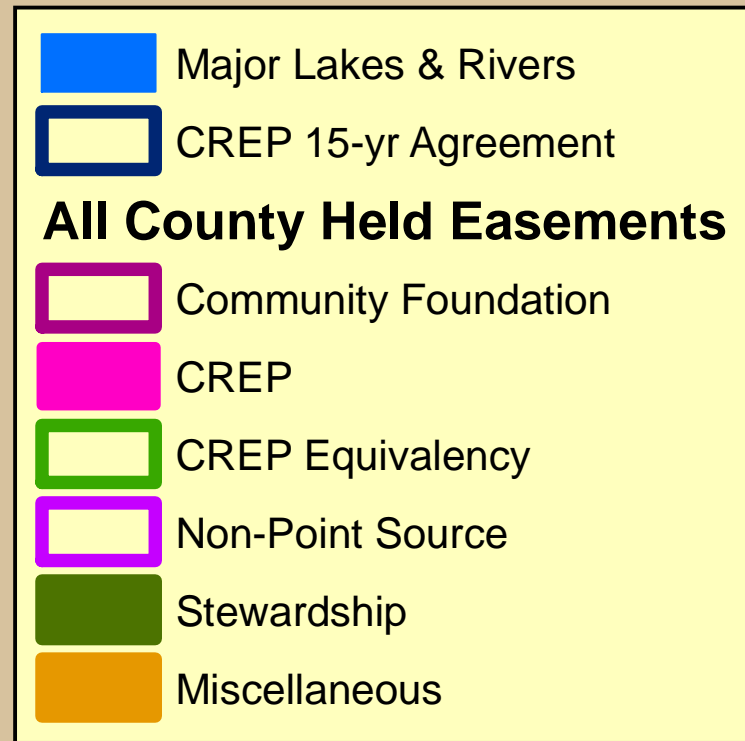 Major Lakes & Rivers
CREP 15-yr Agreement
All County Held Easements
Community Foundation
CREP
CREP Equivalency
Non-Point Source
Stewardship
Miscellaneous